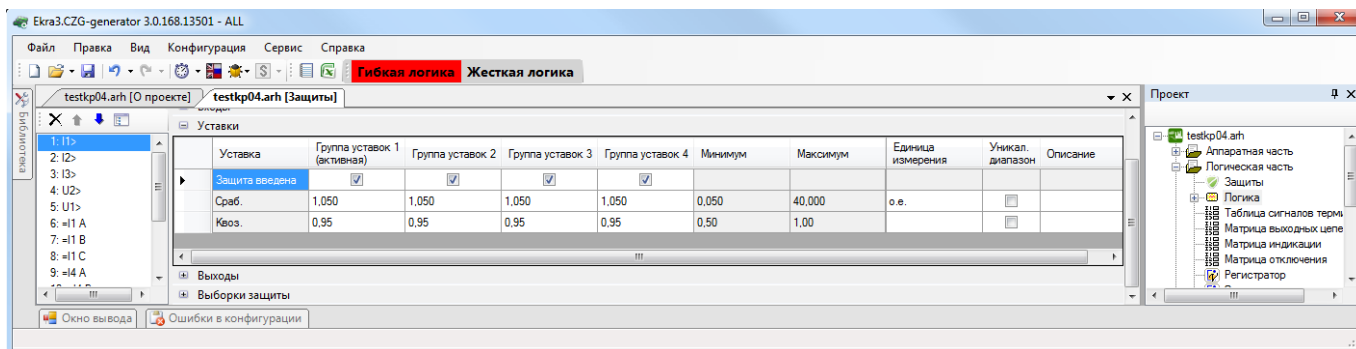 Ekra3.CZG-generator 3.0.168.13501 - ALL
Файл Правка Вид Конфигурация Сервис Справка
Гибкая логика Жесткая логика
testkp04.arh [О проекте] testkp04.arh [Защиты]
Проект
Библиотека
Уставки
1: I1>
2: I2>
3: I3>
4: U2>
5: U1>
6: =I1 A
7: =I1 B
8: =I1 C
9: =I4 A
Уставка Группа уставок 1 (активная) Группа уставок 2 Группа уставок 3 Группа уставок 4 Минимум Максимум Единица измерения Уникал. диапазон Описание
Защита введена
Сраб. 1,050 1,050 1,050 1,050 0,050 40,000 о.е.
Квоз. 0,95 0,95 0,95 0,95 0,50 1,00
Выходы
Выборки защиты
testkp04.arh
Аппаратная часть
Логическая часть
Защиты
Логика
Таблица сигналов терми
Матрица выходных цепе
Матрица индикации
Матрица отключения
Регистратор
Окно вывода Ошибки в конфигурации